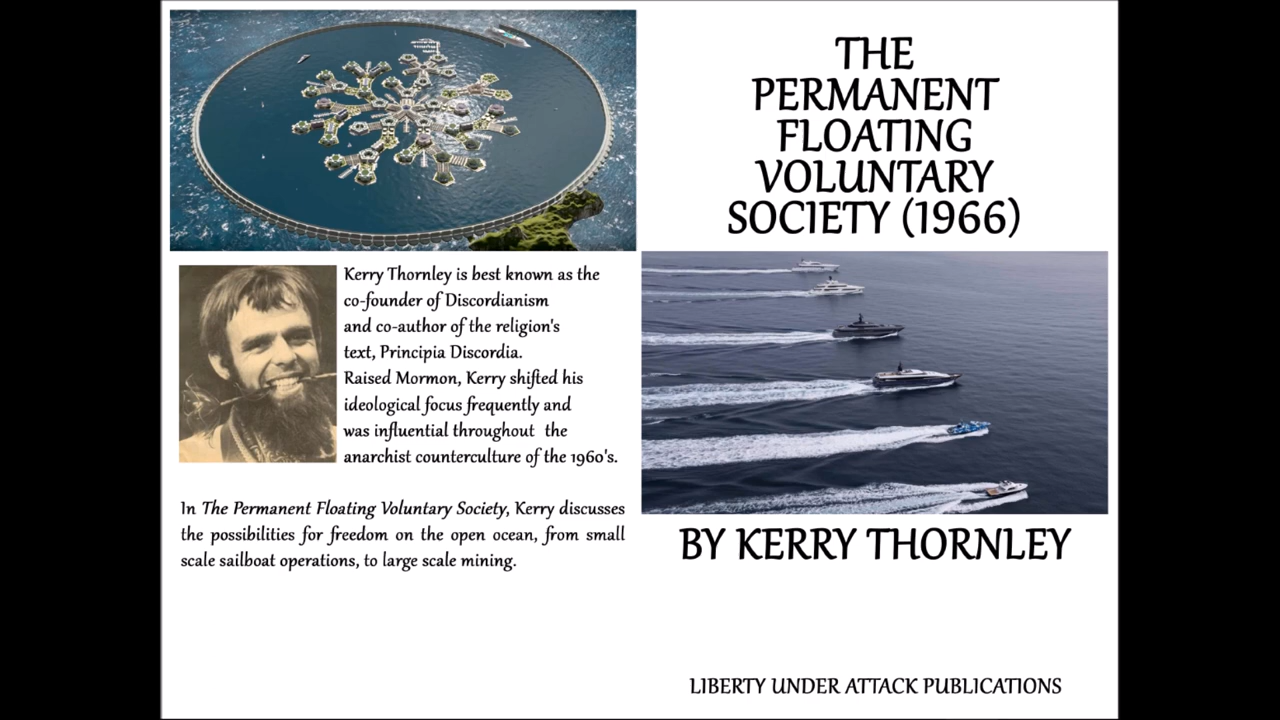 THE
PERMANENT
FLOATING
VOLUNTARY
SOCIETY (1966)
Kerry Thornley is best known as the
co-founder of Discordianism
and co-author of the religion's
text, Principia Discordia.
Raised Mormon, Kerry shifted his
ideological focus frequently and
was influential throughout the
anarchist counterculture of the 1960's.
In The Permanent Floating Voluntary Society, Kerry discusses
the possibilities for freedom on the open ocean, from small
scale sailboat operations, to large scale mining.
BY KERRY THORNLEY
LIBERTY UNDER ATTACK PUBLICATIONS